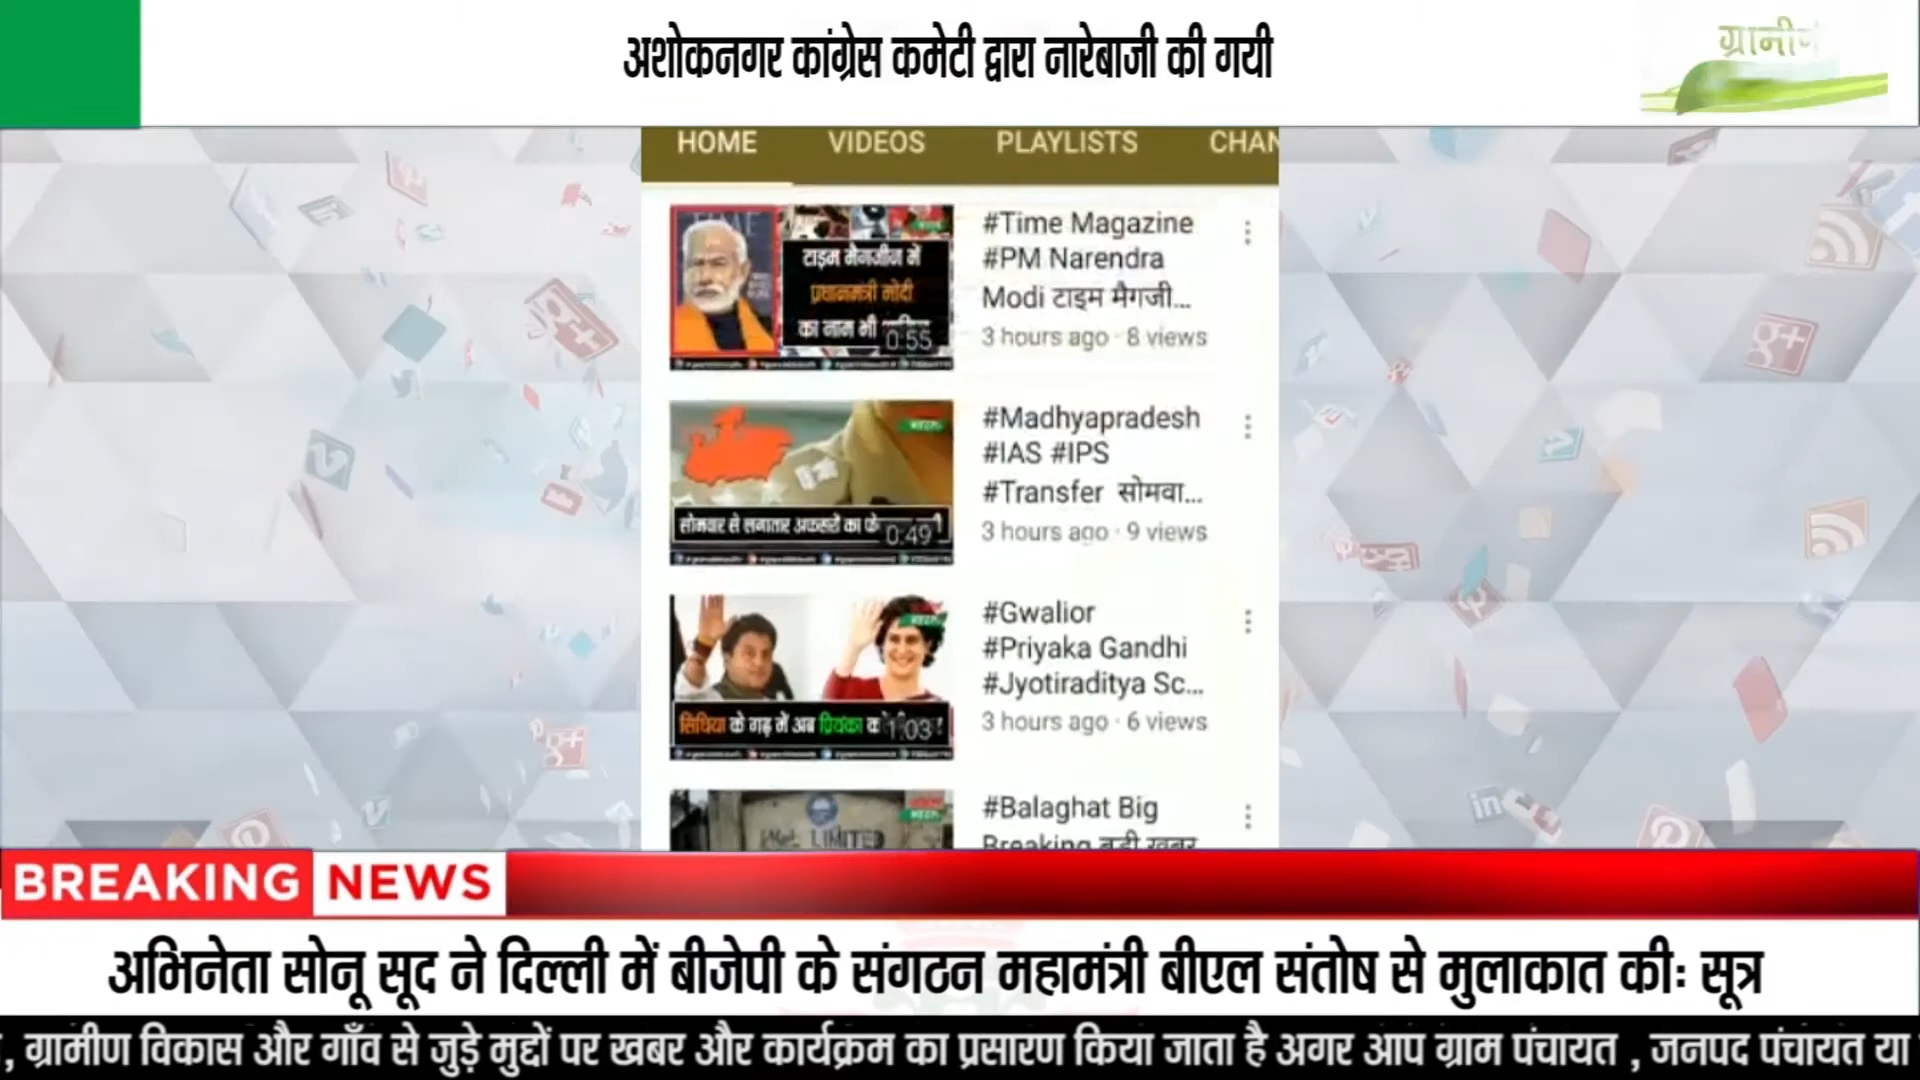 अशोकनगर कांग्रेस कमेटी द्वारा नारेबाजी की गयी
HOME VIDEOS PLAYLISTS CHAN
टाइम मैगजीन में
प्रधानमंत्री मोदी
का नाम भी
0:55
#Time Magazine
#PM Narendra
Modi टाइम मैगजी...
3 hours ago · 8 views
सोमवार से लगातार अफसरों का फे
0:49
#Madhyapradesh
#IAS #IPS
#Transfer सोमवा...
3 hours ago · 9 views
सिंधिया के गढ़ में अब प्रियंका क
1:03
#Gwalior
#Priyaka Gandhi
#Jyotiraditya Sc...
3 hours ago · 6 views
LIMITED
#Balaghat Big
Breaking बड़ी खबर
BREAKING NEWS
अभिनेता सोनू सूद ने दिल्ली में बीजेपी के संगठन महामंत्री बीएल संतोष से मुलाकात कीः सूत्र
, ग्रामीण विकास और गाँव से जुड़े मुद्दों पर खबर और कार्यक्रम का प्रसारण किया जाता है अगर आप ग्राम पंचायत , जनपद पंचायत या